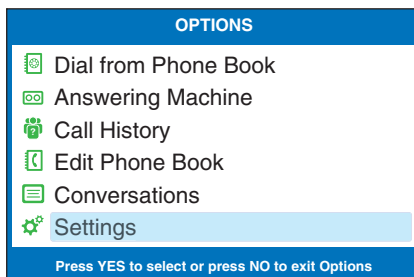 OPTIONS
Dial from Phone Book
Answering Machine
Call History
Edit Phone Book
Conversations
Settings
Press YES to select or press NO to exit Options